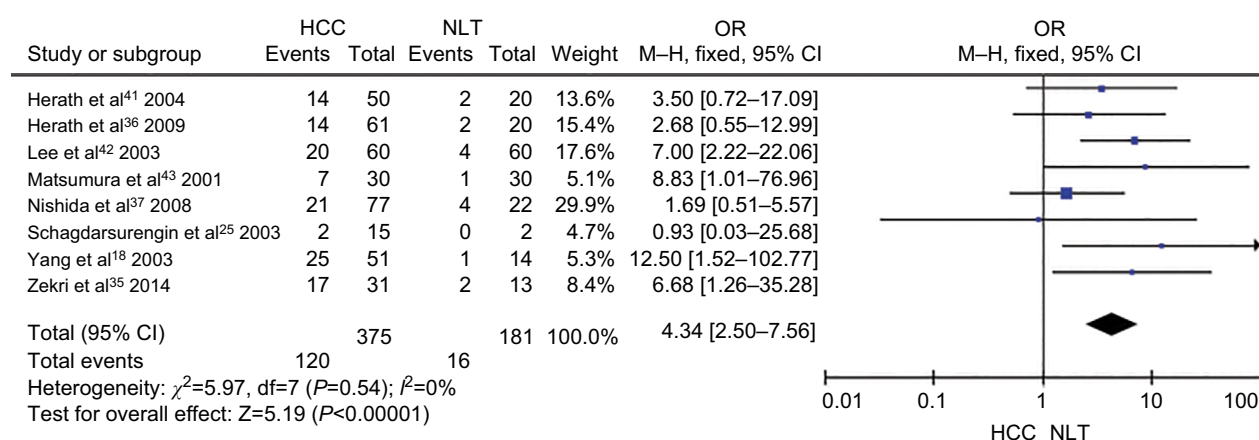 HCC NLT OR OR
Study or subgroup Events Total Events Total Weight M–H, fixed, 95% CI M–H, fixed, 95% CI
Herath et al41 2004 14 50 2 20 13.6% 3.50 [0.72–17.09]
Herath et al36 2009 14 61 2 20 15.4% 2.68 [0.55–12.99]
Lee et al42 2003 20 60 4 60 17.6% 7.00 [2.22–22.06]
Matsumura et al43 2001 7 30 1 30 5.1% 8.83 [1.01–76.96]
Nishida et al37 2008 21 77 4 22 29.9% 1.69 [0.51–5.57]
Schagdarsurengin et al25 2003 2 15 0 2 4.7% 0.93 [0.03–25.68]
Yang et al18 2003 25 51 1 14 5.3% 12.50 [1.52–102.77]
Zekri et al35 2014 17 31 2 13 8.4% 6.68 [1.26–35.28]
Total (95% CI) 375 181 100.0% 4.34 [2.50–7.56]
Total events 120 16
Heterogeneity: χ2=5.97, df=7 (P=0.54); I2=0%
Test for overall effect: Z=5.19 (P<0.00001)
0.01 0.1 1 10 100
HCC NLT